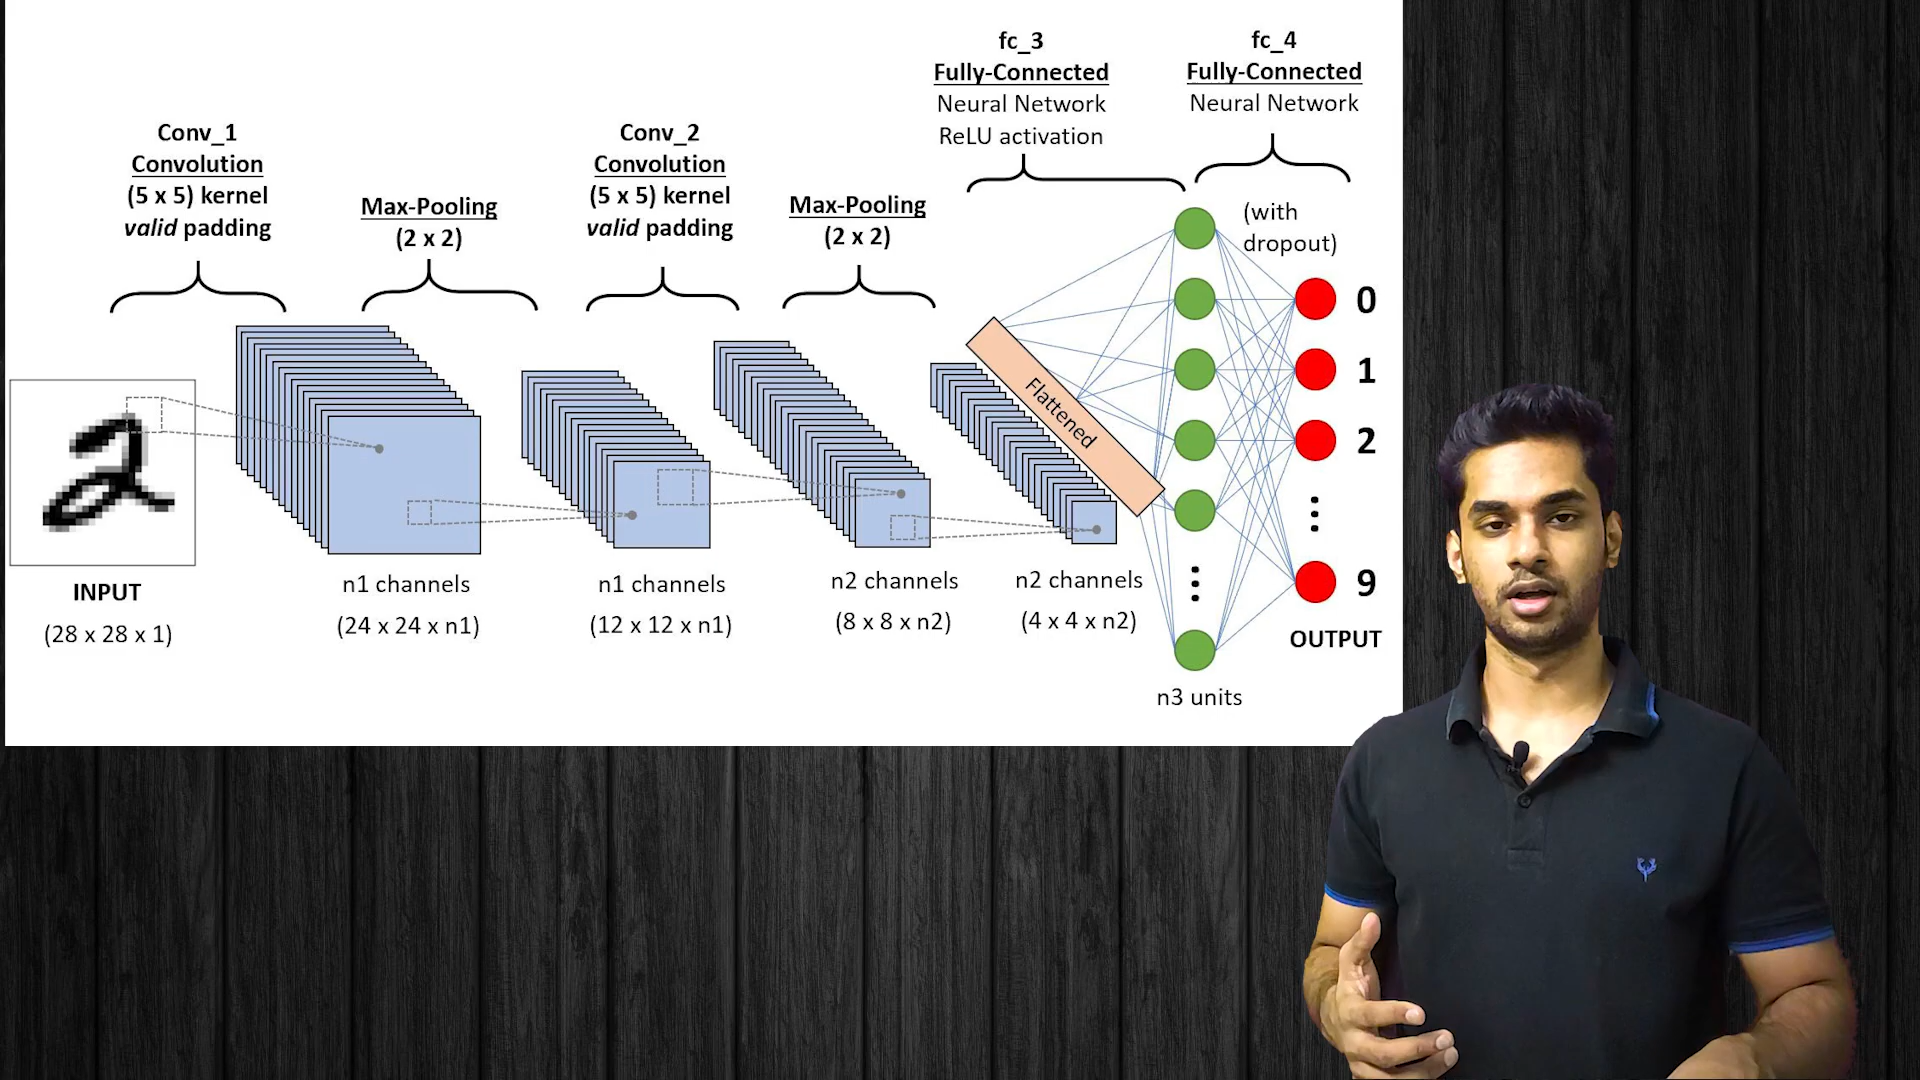 Conv_1
Convolution
(5 x 5) kernel
valid padding
Max-Pooling
(2 x 2)
Conv_2
Convolution
(5 x 5) kernel
valid padding
Max-Pooling
(2 x 2)
fc_3
Fully-Connected
Neural Network
ReLU activation
fc_4
Fully-Connected
Neural Network
(with
dropout)
2
Flattened
0
1
2
9
INPUT
(28 x 28 x 1)
n1 channels
(24 x 24 x n1)
n1 channels
(12 x 12 x n1)
n2 channels
(8 x 8 x n2)
n2 channels
(4 x 4 x n2)
n3 units
OUTPUT